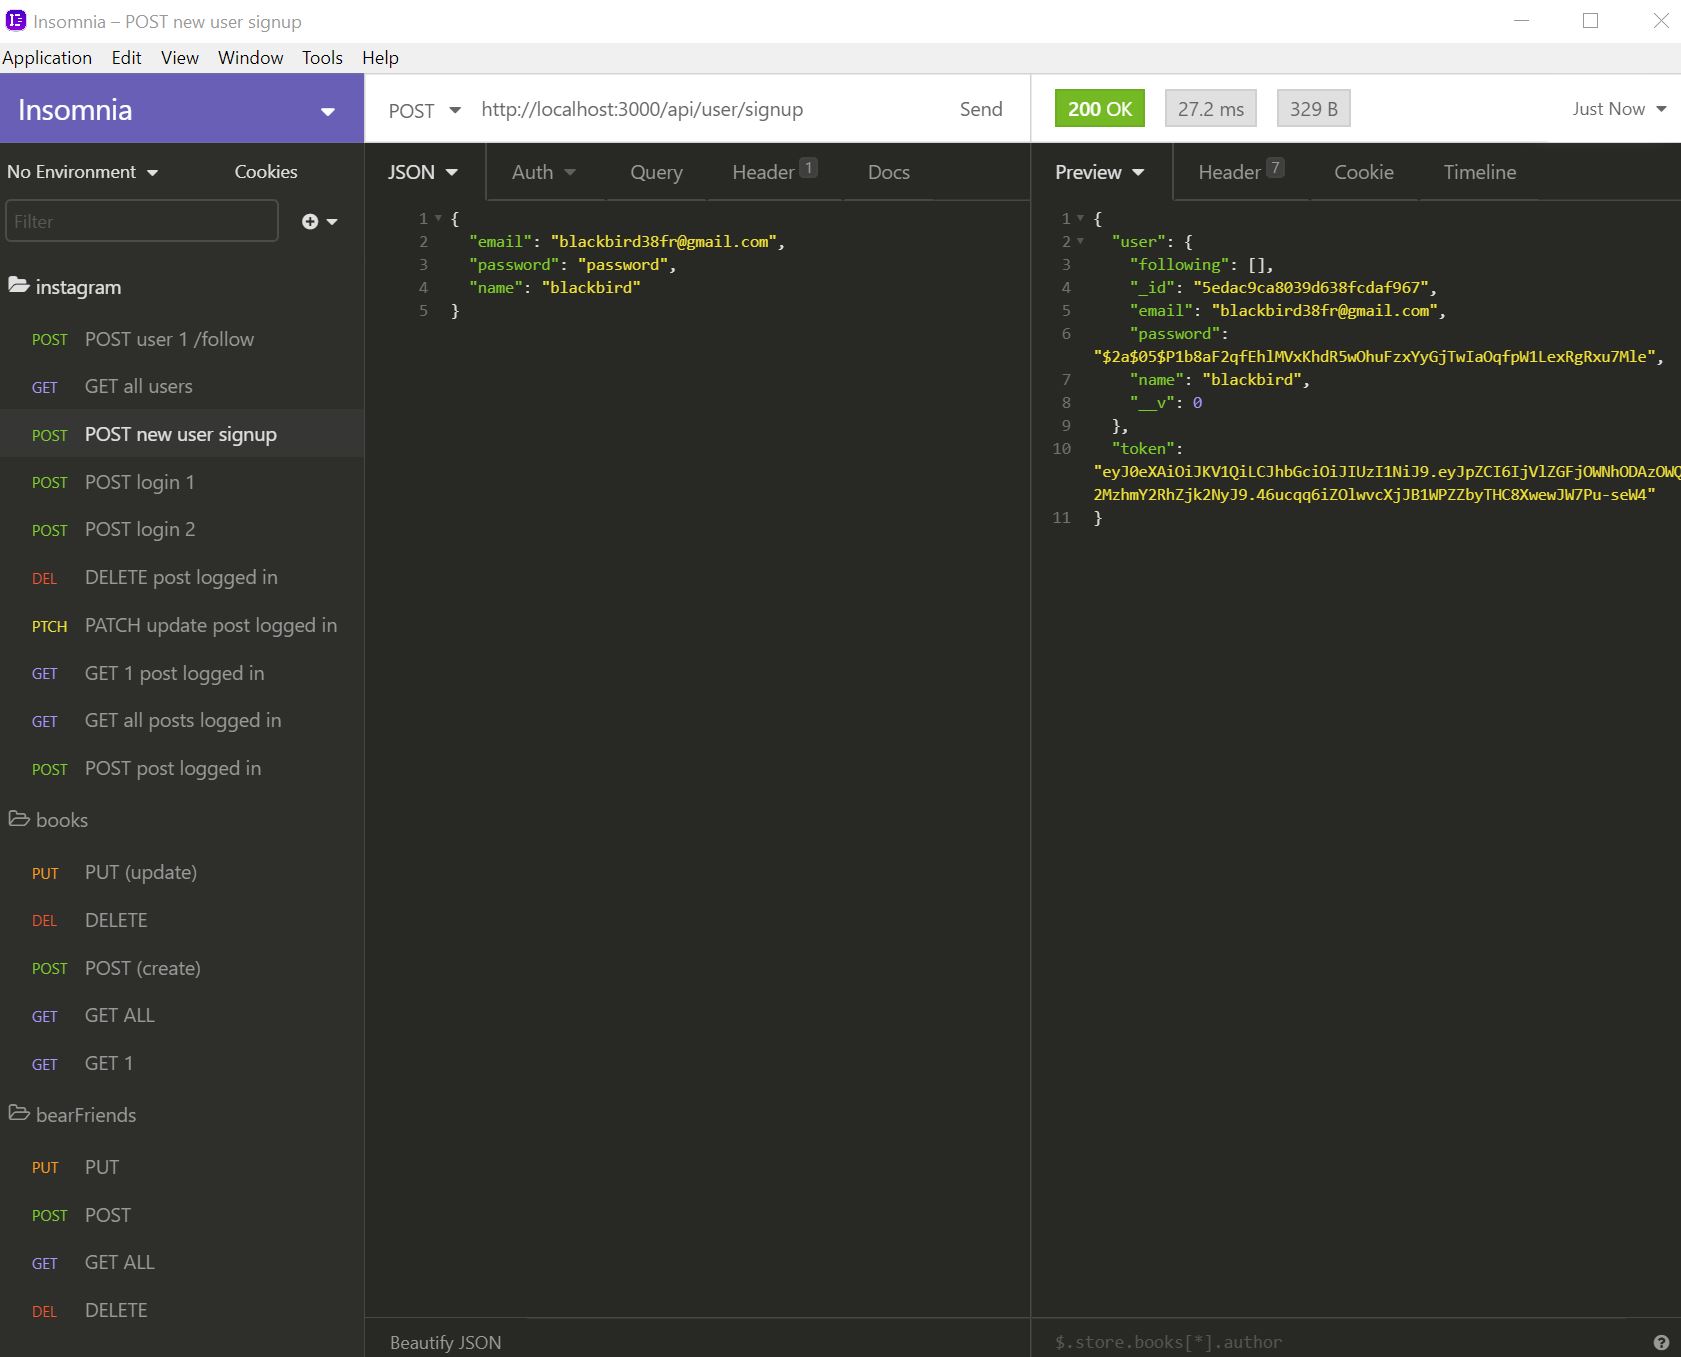 Insomnia – POST new user signup
Application Edit View Window Tools Help
Insomnia
POST http://localhost:3000/api/user/signup Send
200 OK 27.2 ms 329 B Just Now
No Environment Cookies
Filter
instagram
POST POST user 1 /follow
GET GET all users
POST POST new user signup
POST POST login 1
POST POST login 2
DEL DELETE post logged in
PTCH PATCH update post logged in
GET GET 1 post logged in
GET GET all posts logged in
POST POST post logged in
books
PUT PUT (update)
DEL DELETE
POST POST (create)
GET GET ALL
GET GET 1
bearFriends
PUT PUT
POST POST
GET GET ALL
DEL DELETE
JSON Auth Query Header 1 Docs
1 {
2 "email": "blackbird38fr@gmail.com",
3 "password": "password",
4 "name": "blackbird"
5 }
Beautify JSON
Preview Header 7 Cookie Timeline
1 {
2 "user": {
3 "following": [],
4 "_id": "5edac9ca8039d638fcdaf967",
5 "email": "blackbird38fr@gmail.com",
6 "password":
"$2a$05$P1b8aF2qfEhlMVxKhdR5wOhuFzxYyGjTwIaOqfpW1LexRgRxu7Mle",
7 "name": "blackbird",
8 "__v": 0
9 },
10 "token":
"eyJ0eXAiOiJKV1QiLCJhbGciOiJIUzI1NiJ9.eyJpZCI6IjVlZGFjOWNhODAzOWQ
2MzhmY2RhZjk2NyJ9.46ucqq6iZOlwvcXjJB1WPZZbyTHC8XwewJW7Pu-seW4"
11 }
$.store.books[*].author